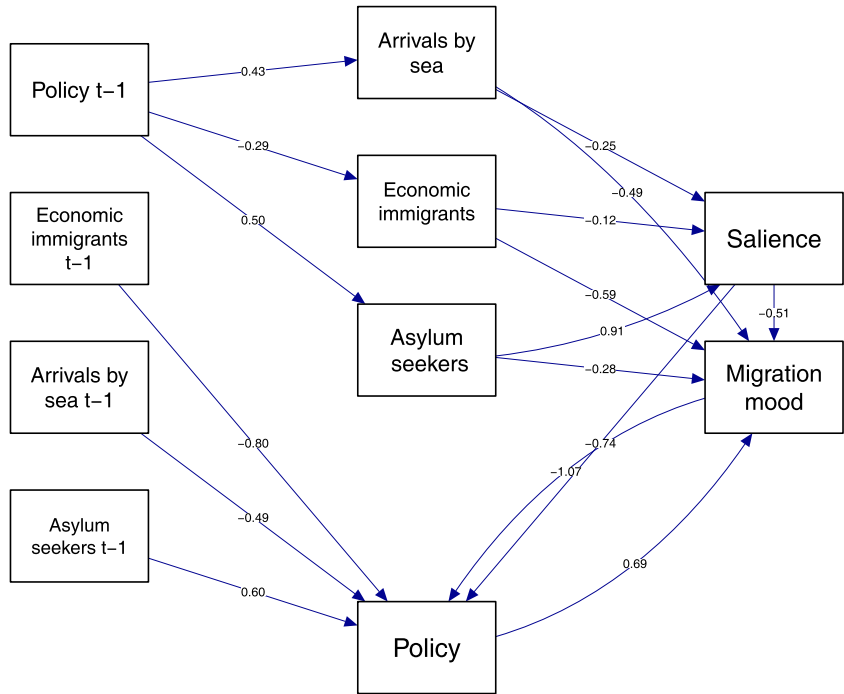 Policy t−1
Economic
immigrants
t−1
Arrivals by
sea t−1
Asylum
seekers t−1
Arrivals by
sea
Economic
immigrants
Asylum
seekers
Policy
Salience
Migration
mood
0.43
−0.29
0.50
−0.80
−0.49
0.60
−0.25
−0.49
−0.12
−0.59
0.91
−0.28
−0.51
−0.74
−1.07
0.69